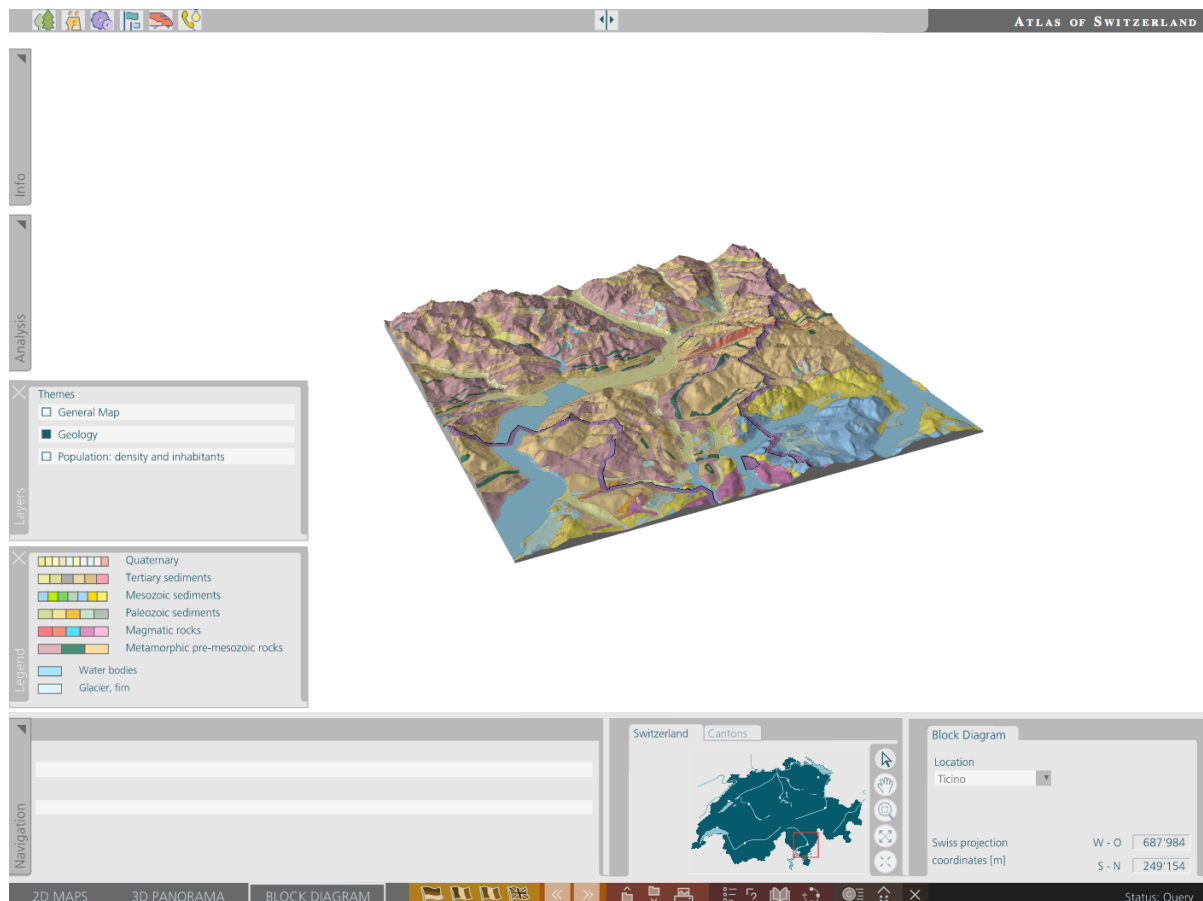 ATLAS OF SWITZERLAND
Info
Analysis
Layers
Themes
General Map
Geology
Population: density and inhabitants
Legend
Quaternary
Tertiary sediments
Mesozoic sediments
Paleozoic sediments
Magmatic rocks
Metamorphic pre-mesozoic rocks
Water bodies
Glacier, firn
Navigation
Switzerland Cantons
Block Diagram
Location
Ticino
Swiss projection
coordinates [m]
W - O 687'984
S - N 249'154
2D MAPS 3D PANORAMA BLOCK DIAGRAM Status: Query